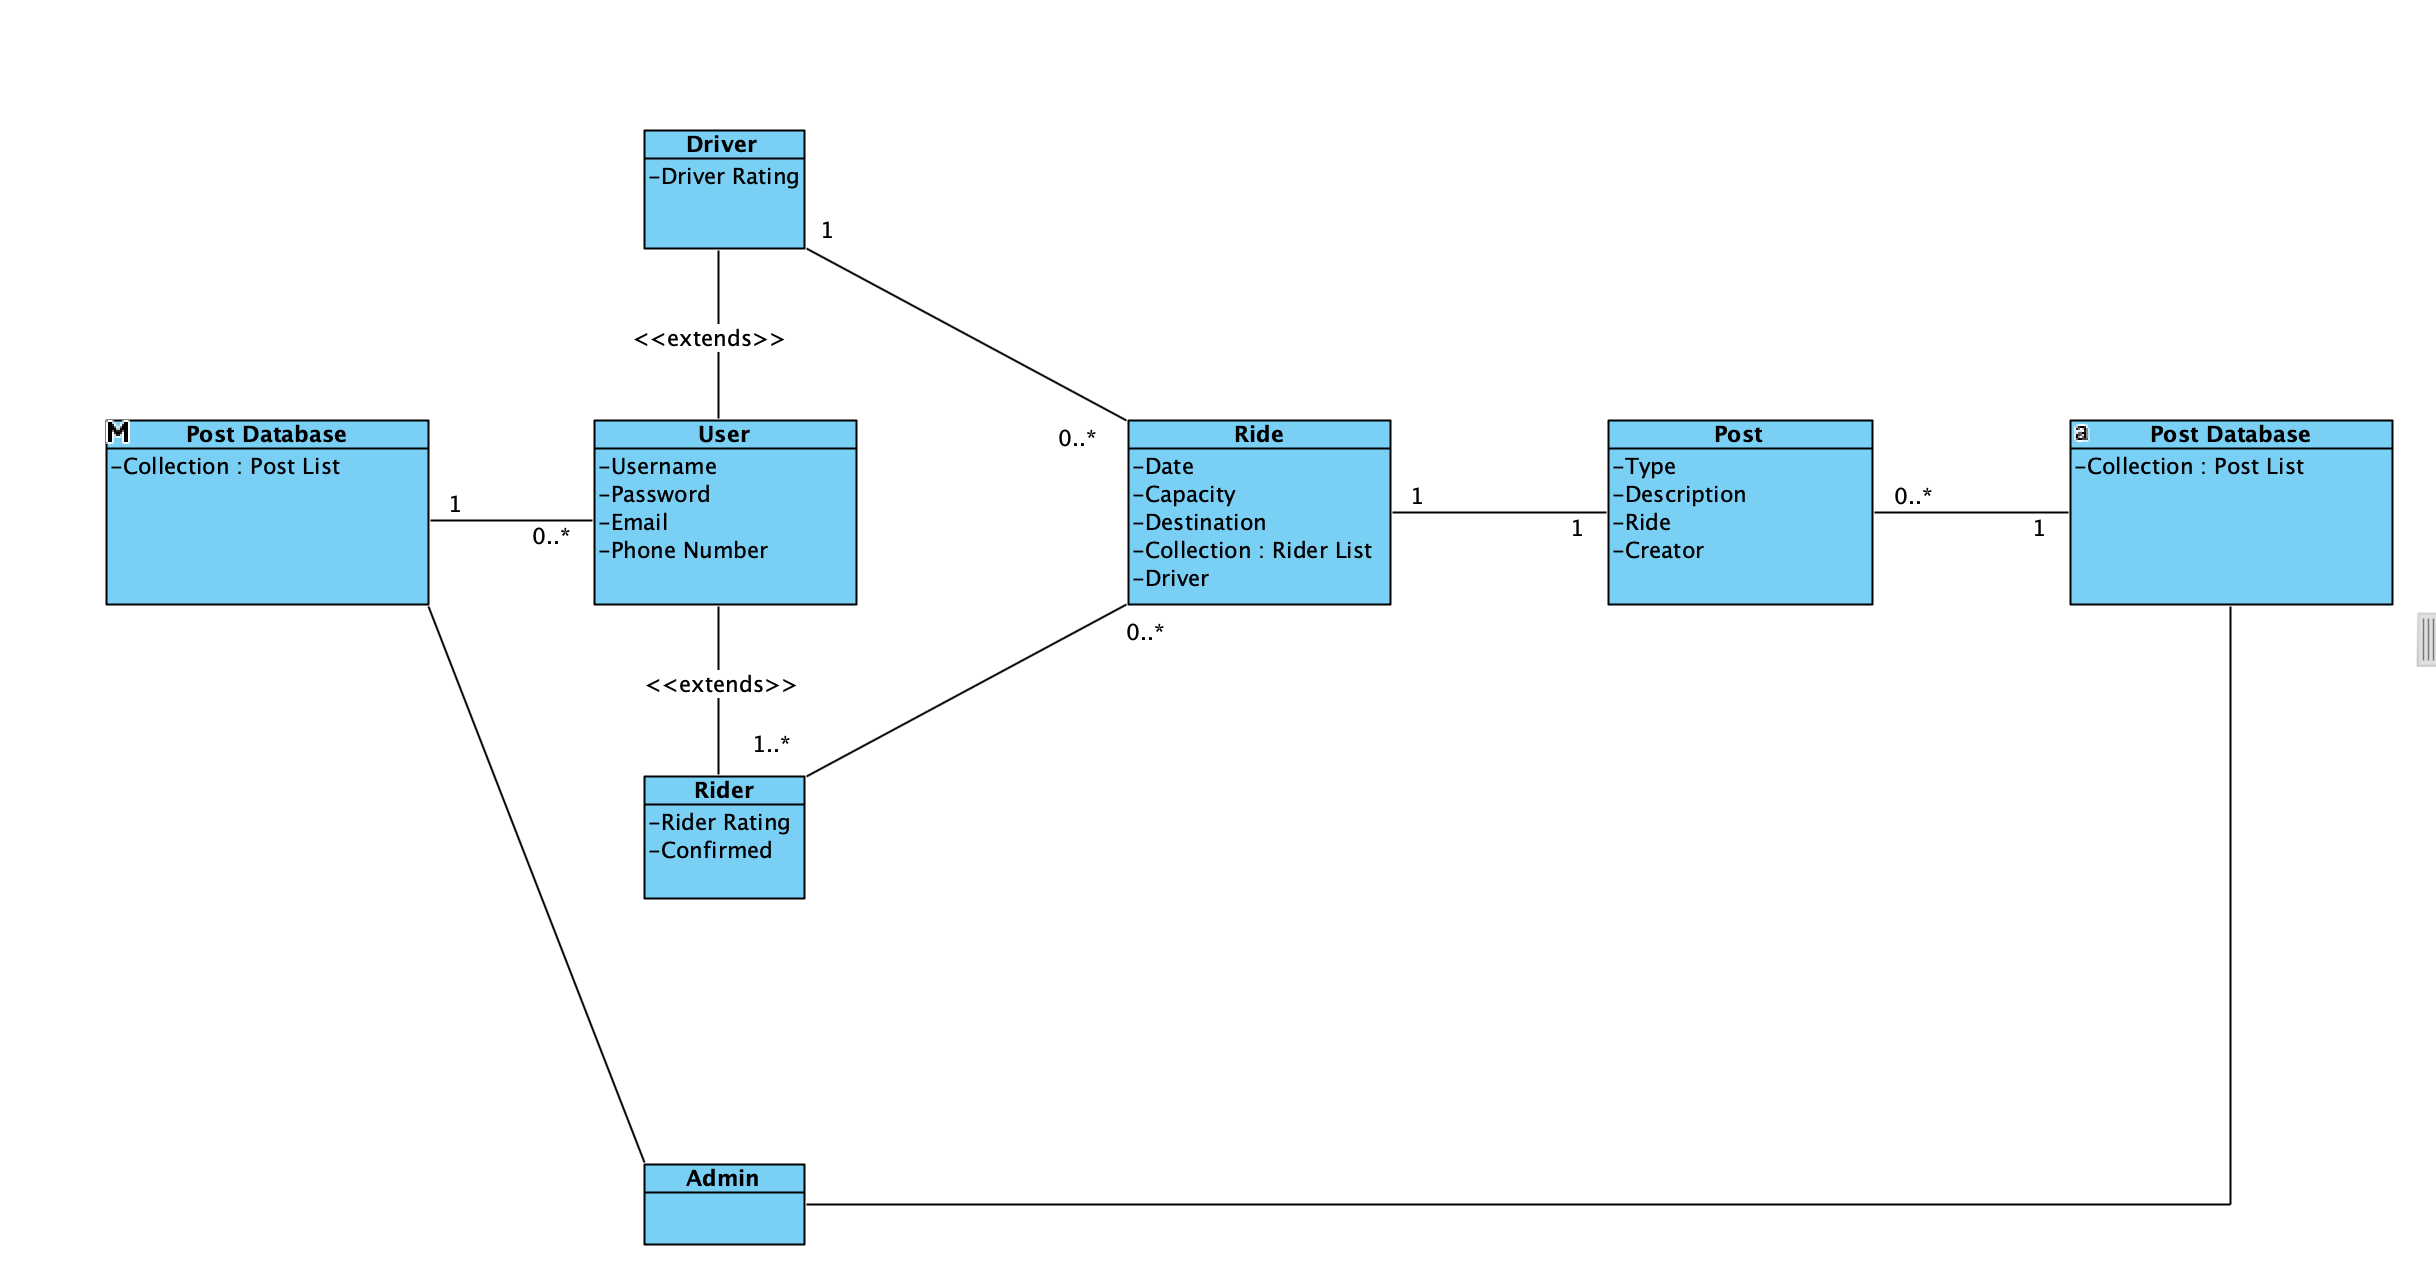 Driver
-Driver Rating
1
<<extends>>
M
Post Database
-Collection : Post List
1
0..*
User
-Username
-Password
-Email
-Phone Number
0..*
Ride
-Date
-Capacity
-Destination
-Collection : Rider List
-Driver
0..*
1
1
Post
-Type
-Description
-Ride
-Creator
0..*
1
a
Post Database
-Collection : Post List
<<extends>>
1..*
Rider
-Rider Rating
-Confirmed
Admin